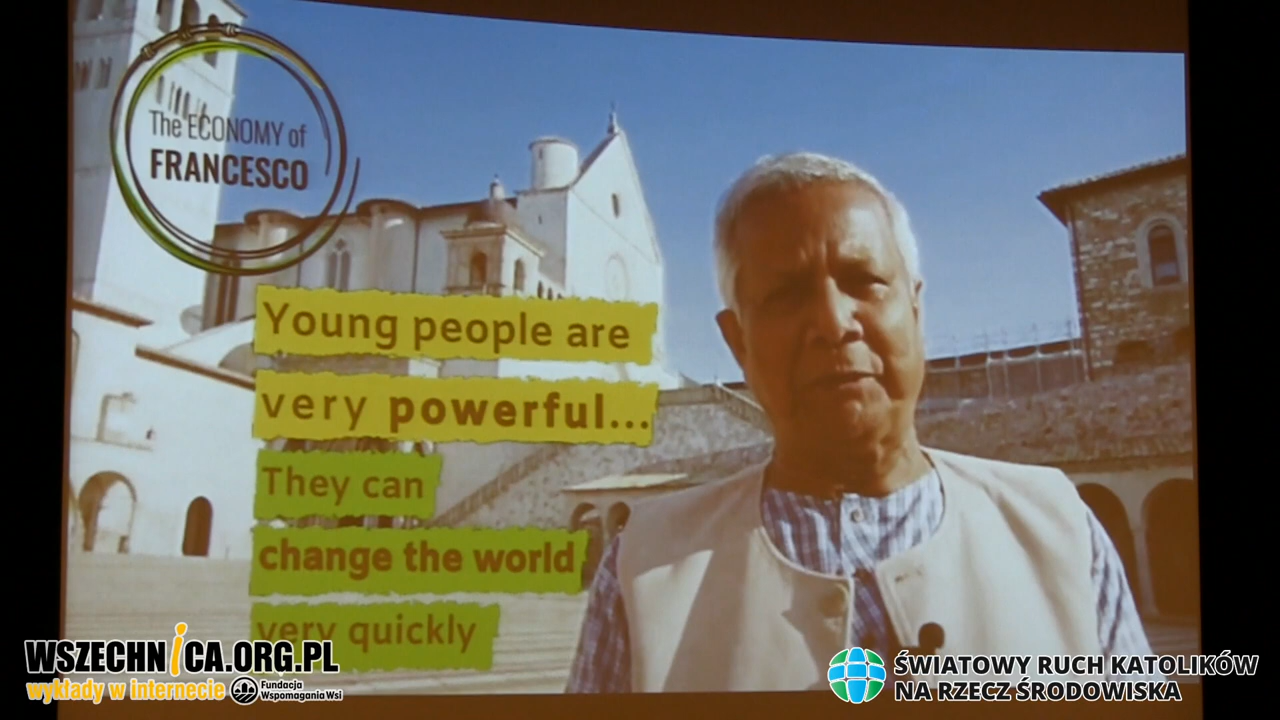 The ECONOMY of
FRANCESCO
Young people are
very powerful...
They can
change the world
very quickly
WSZECHNICA.ORG.PL
wykłady w internecie
Fundacja
Wspomagania Wsi
ŚWIATOWY RUCH KATOLIKÓW
NA RZECZ ŚRODOWISKA